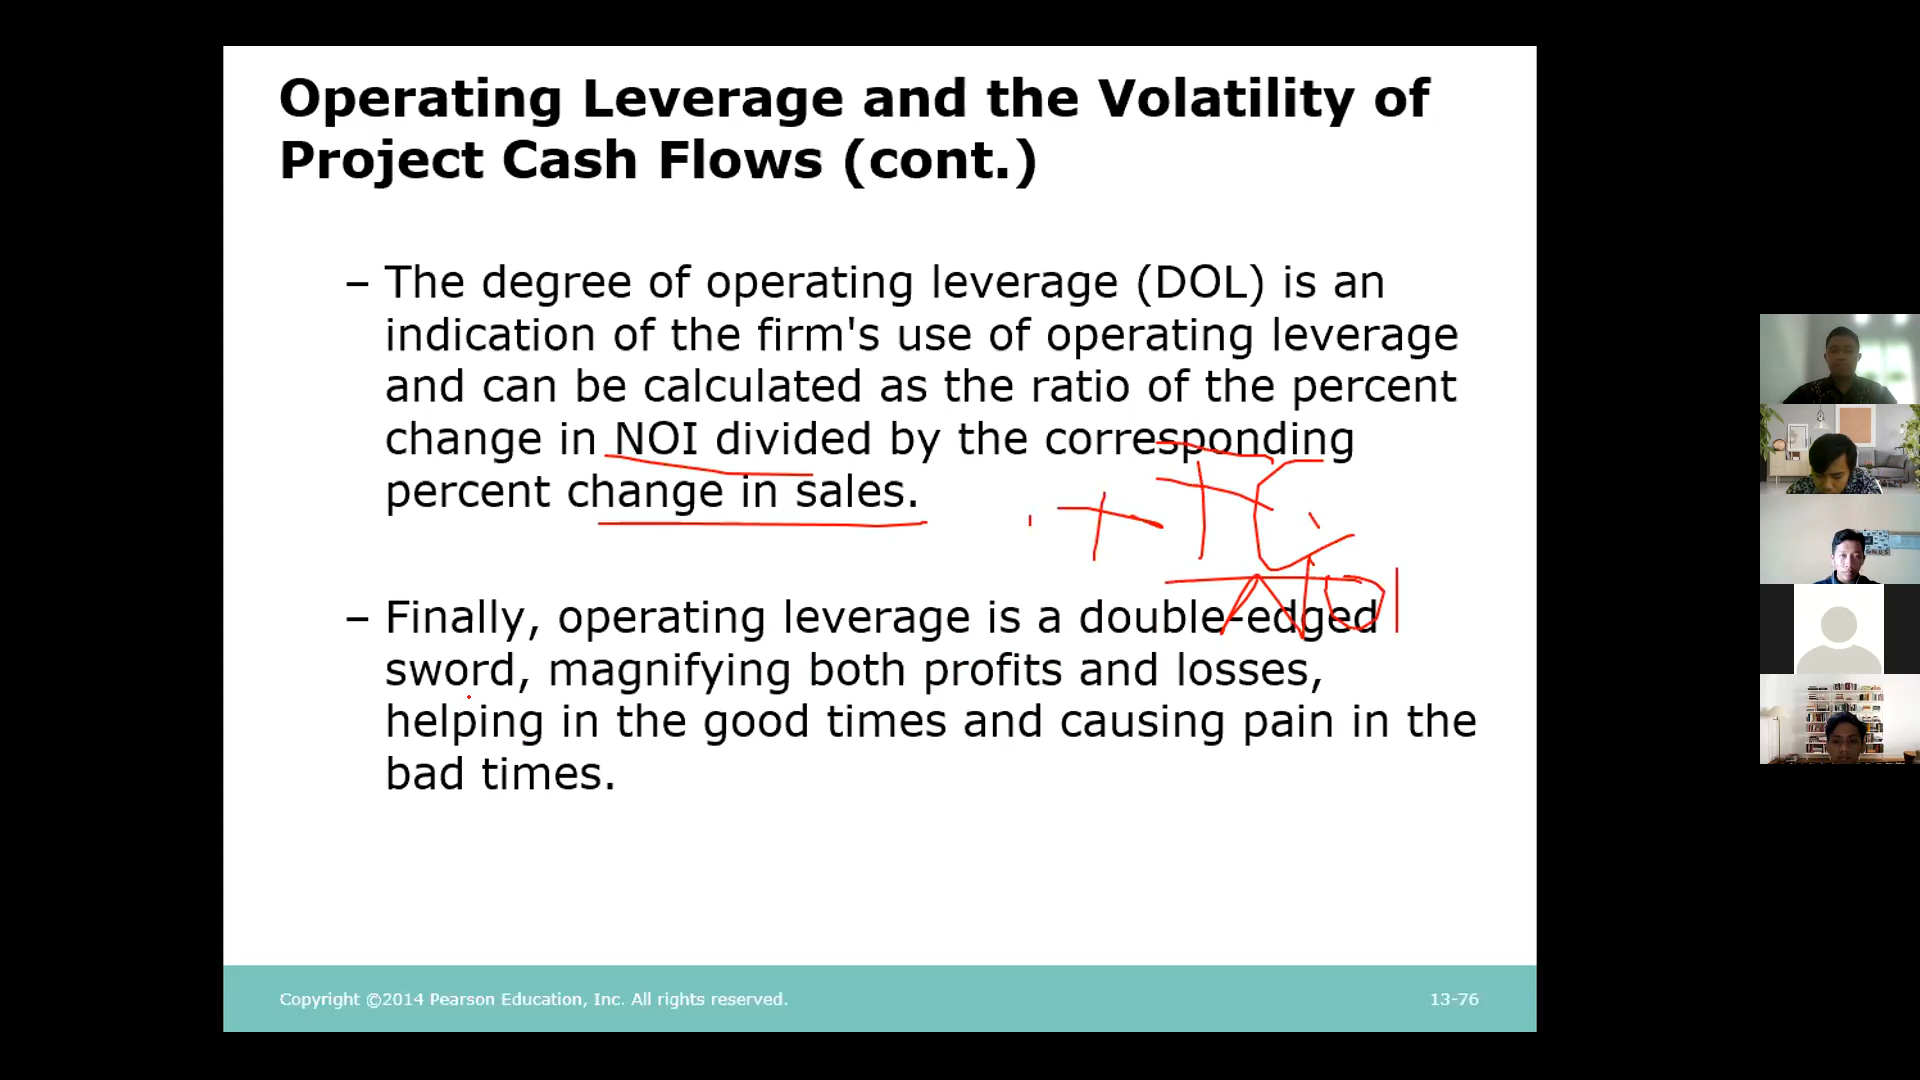 Operating Leverage and the Volatility of
Project Cash Flows (cont.)
– The degree of operating leverage (DOL) is an
indication of the firm's use of operating leverage
and can be calculated as the ratio of the percent
change in NOI divided by the corresponding
percent change in sales.
TC
NOI
– Finally, operating leverage is a double-edged
sword, magnifying both profits and losses,
helping in the good times and causing pain in the
bad times.
Copyright ©2014 Pearson Education, Inc. All rights reserved.
13-76